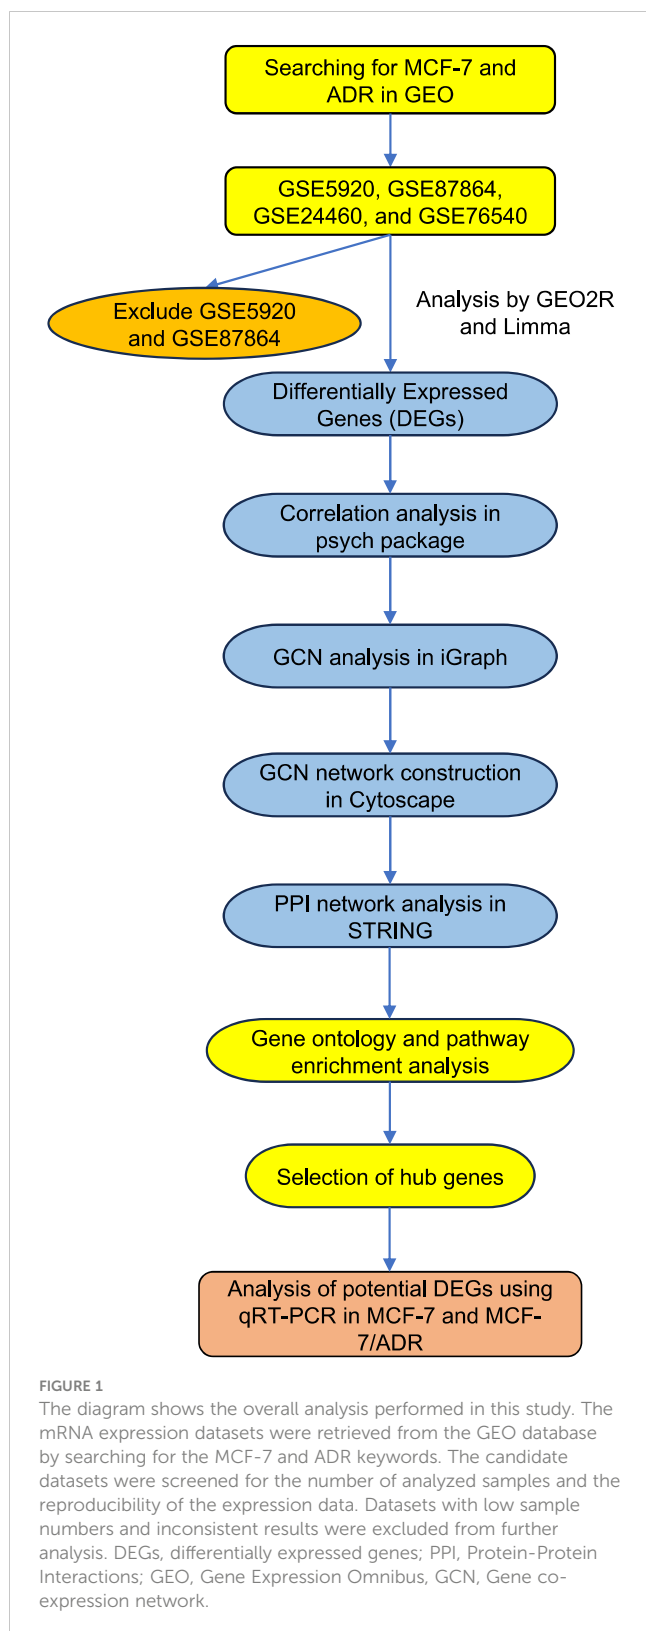 Searching for MCF-7 and
ADR in GEO
GSE5920, GSE87864,
GSE24460, and GSE76540
Exclude GSE5920
and GSE87864
Analysis by GEO2R
and Limma
Differentially Expressed
Genes (DEGs)
Correlation analysis in
psych package
GCN analysis in iGraph
GCN network construction
in Cytoscape
PPI network analysis in
STRING
Gene ontology and pathway
enrichment analysis
Selection of hub genes
Analysis of potential DEGs using
qRT-PCR in MCF-7 and MCF-
7/ADR
FIGURE 1
The diagram shows the overall analysis performed in this study. The
mRNA expression datasets were retrieved from the GEO database
by searching for the MCF-7 and ADR keywords. The candidate
datasets were screened for the number of analyzed samples and the
reproducibility of the expression data. Datasets with low sample
numbers and inconsistent results were excluded from further
analysis. DEGs, differentially expressed genes; PPI, Protein-Protein
Interactions; GEO, Gene Expression Omnibus, GCN, Gene co-
expression network.